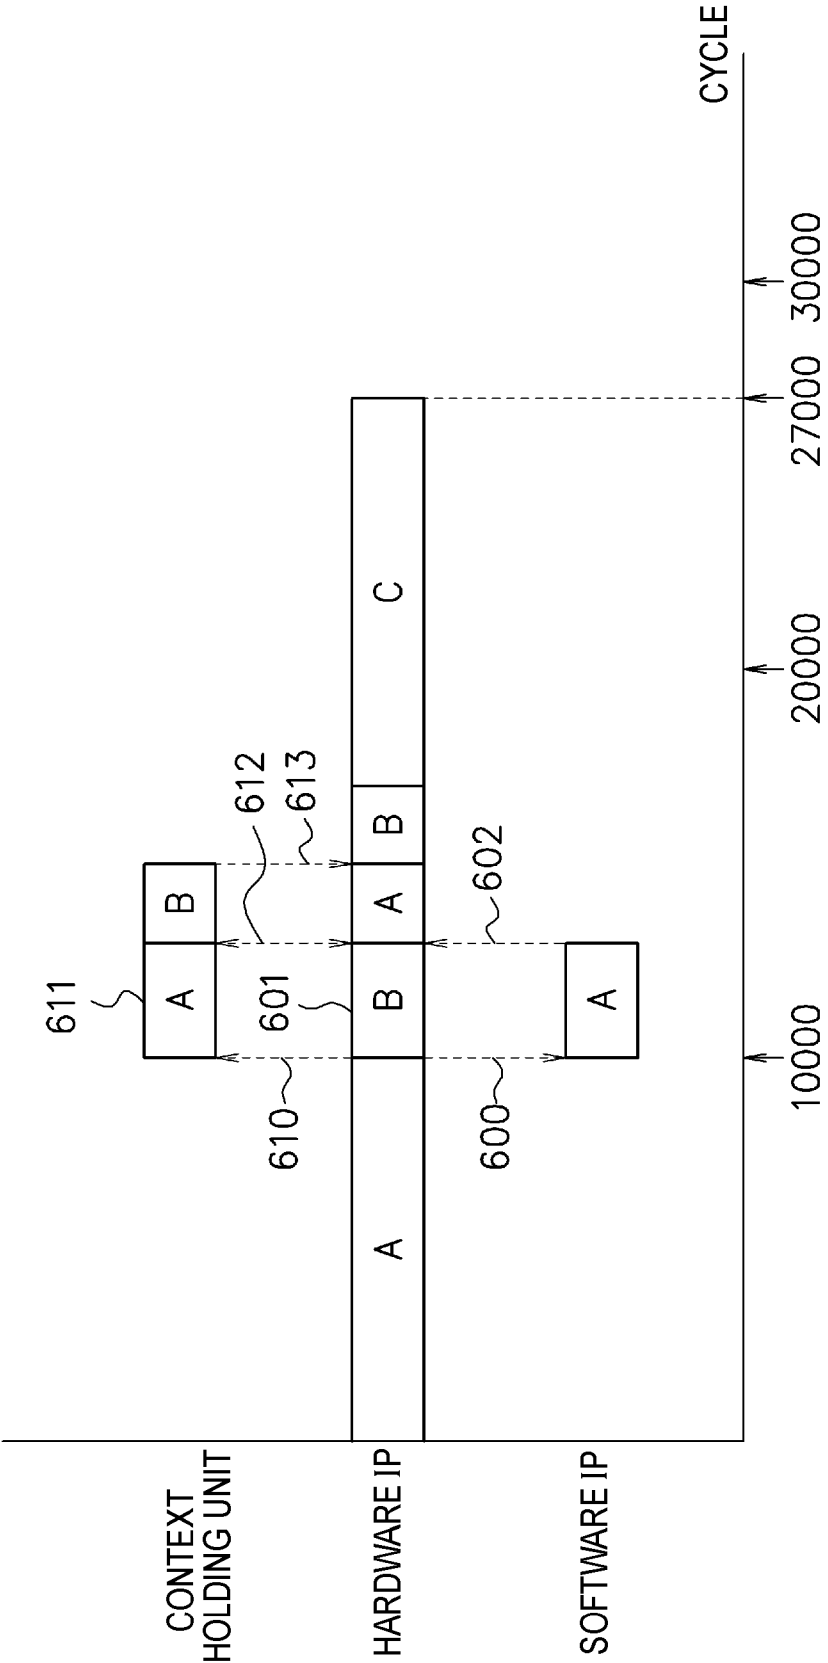 CONTEXT
HOLDING UNIT
HARDWARE IP
SOFTWARE IP
611
A
B
610
612
613
601
A
B
A
B
C
600
602
A
10000
20000
27000
30000
CYCLE